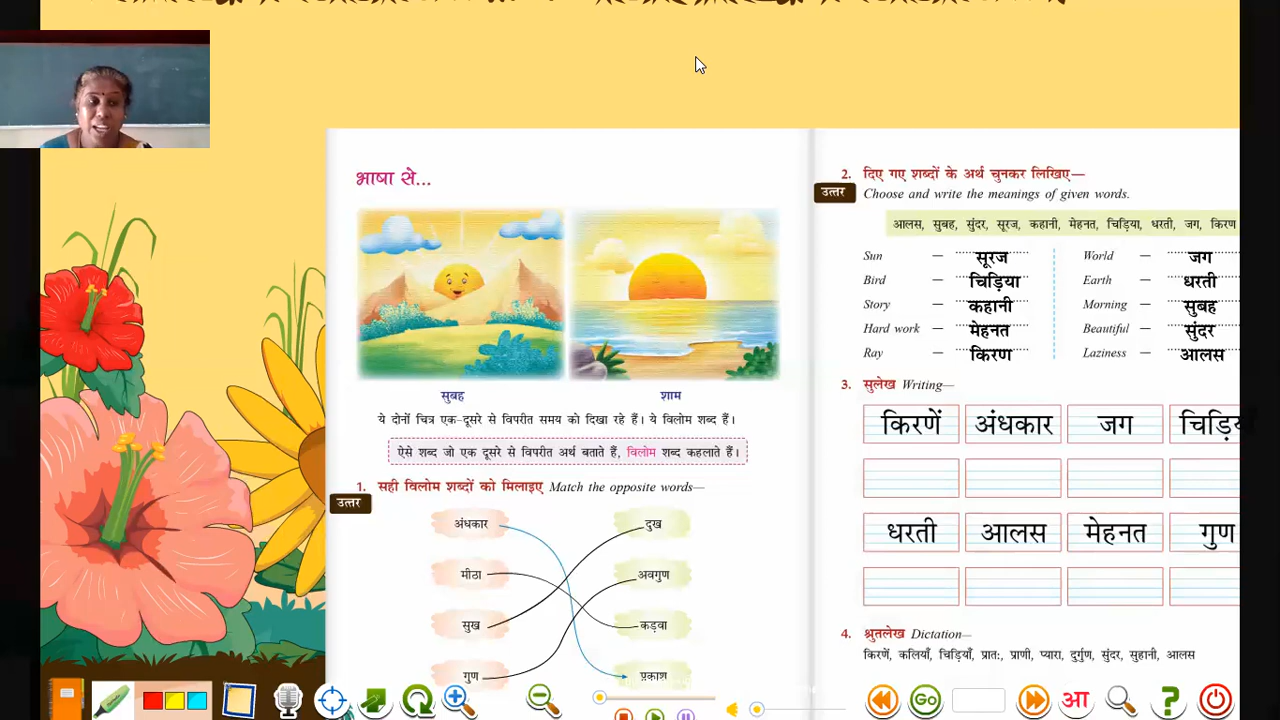 भाषा से...
सुबह
शाम
ये दोनों चित्र एक-दूसरे से विपरीत समय को दिखा रहे हैं। ये विलोम शब्द हैं।
ऐसे शब्द जो एक दूसरे से विपरीत अर्थ बताते हैं, विलोम शब्द कहलाते हैं।
1. सही विलोम शब्दों को मिलाइए Match the opposite words—
उत्तर
अंधकार दुख
मीठा अवगुण
सुख कड़वा
गुण प्रकाश
2. दिए गए शब्दों के अर्थ चुनकर लिखिए—
उत्तर Choose and write the meanings of given words.
आलस, सुबह, सुंदर, सूरज, कहानी, मेहनत, चिड़िया, धरती, जग, किरण
Sun — सूरज World — जग
Bird — चिड़िया Earth — धरती
Story — कहानी Morning — सुबह
Hard work — मेहनत Beautiful — सुंदर
Ray — किरण Laziness — आलस
3. सुलेख Writing—
किरणें अंधकार जग
धरती आलस मेहनत गुण
4. श्रुतलेख Dictation—
किरणें, कलियाँ, चिड़ियाँ, प्रात:, प्राणी, प्यारा, दुर्गुण, सुंदर, सुहानी, आलस
Go आ ?